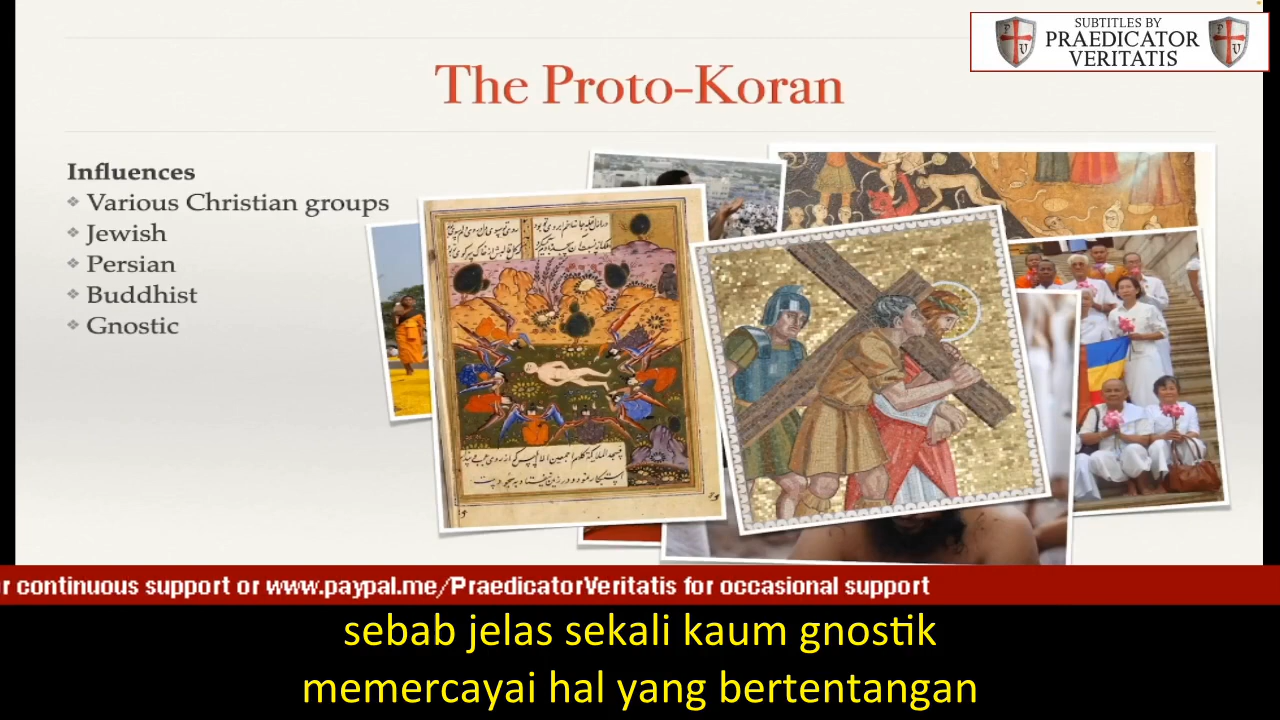 SUBTITLES BY
PRAEDICATOR
VERITATIS
The Proto-Koran
Influences
Various Christian groups
Jewish
Persian
Buddhist
Gnostic
continuous support or www.paypal.me/PraedicatorVeritatis for occasional support
sebab jelas sekali kaum gnostik
memercayai hal yang bertentangan